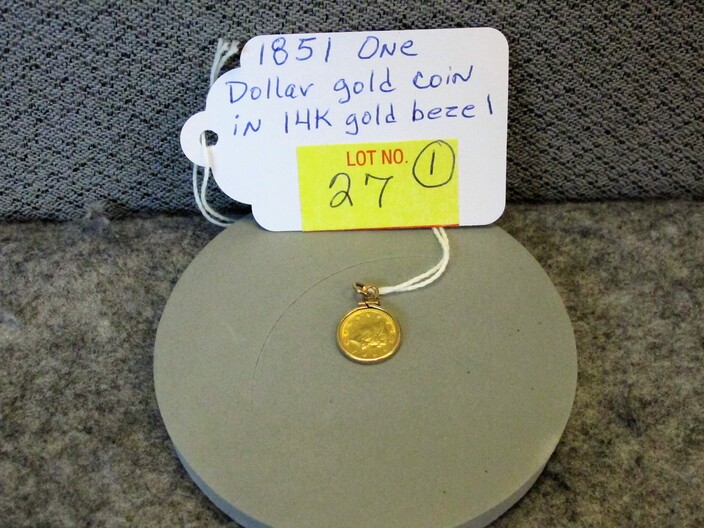 1851 One
Dollar gold coin
in 14K gold bezel
LOT NO. 1
27